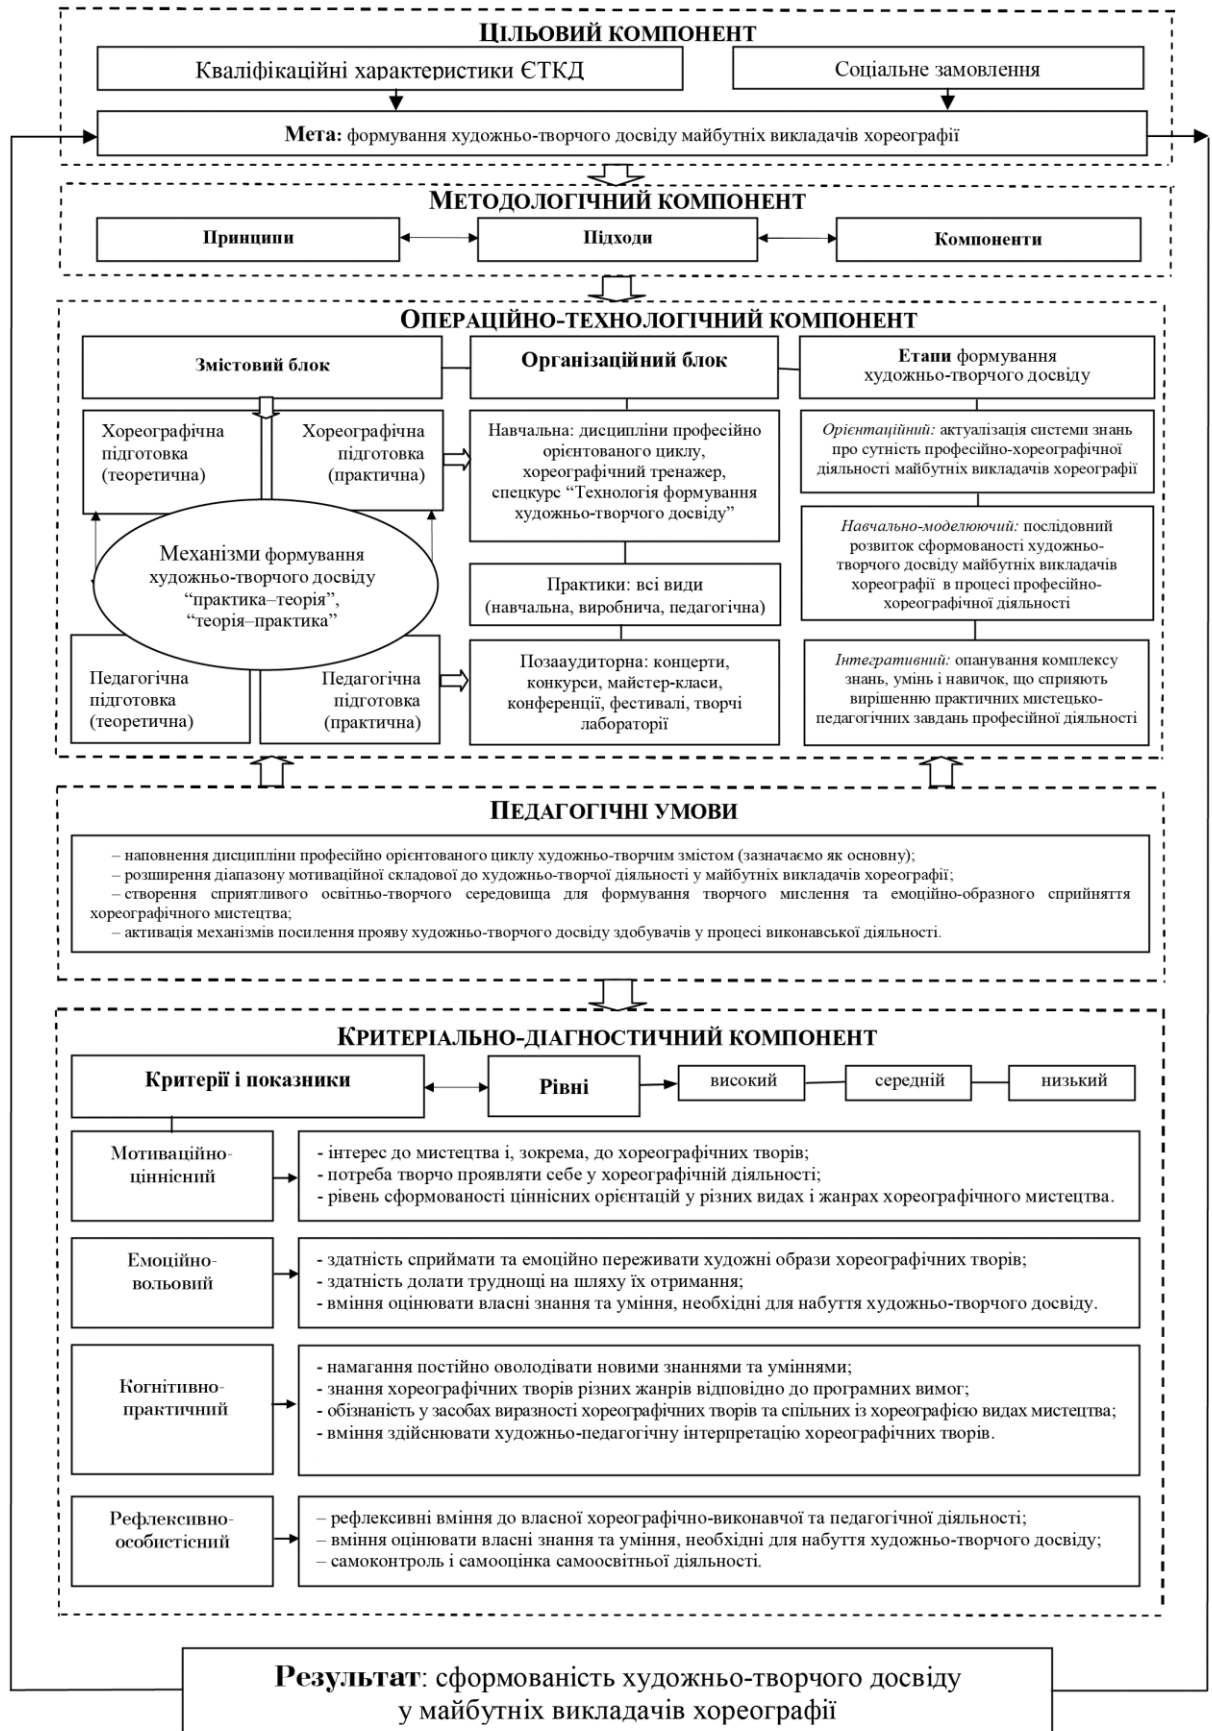 ЦІЛЬОВИЙ КОМПОНЕНТ
Кваліфікаційні характеристики ЄТКД
Соціальне замовлення
Мета: формування художньо-творчого досвіду майбутніх викладачів хореографії
МЕТОДОЛОГІЧНИЙ КОМПОНЕНТ
Принципи
Підходи
Компоненти
ОПЕРАЦІЙНО-ТЕХНОЛОГІЧНИЙ КОМПОНЕНТ
Змістовий блок
Організаційний блок
Етапи формування
художньо-творчого досвіду
Хореографічна
підготовка
(теоретична)
Хореографічна
підготовка
(практична)
Механізми формування
художньо-творчого досвіду
“практика–теорія”,
“теорія–практика”
Педагогічна
підготовка
(теоретична)
Педагогічна
підготовка
(практична)
Навчальна: дисципліни професійно
орієнтованого циклу,
хореографічний тренажер,
спецкурс “Технологія формування
художньо-творчого досвіду”
Практики: всі види
(навчальна, виробнича, педагогічна)
Позааудиторна: концерти,
конкурси, майстер-класи,
конференції, фестивалі, творчі
лабораторії
Орієнтаційний: актуалізація системи знань
про сутність професійно-хореографічної
діяльності майбутніх викладачів хореографії
Навчально-моделюючий: послідовний
розвиток сформованості художньо-
творчого досвіду майбутніх викладачів
хореографії в процесі професійно-
хореографічної діяльності
Інтегративний: опанування комплексу
знань, умінь і навичок, що сприяють
вирішенню практичних мистецько-
педагогічних завдань професійної діяльності
ПЕДАГОГІЧНІ УМОВИ
– наповнення дисципліни професійно орієнтованого циклу художньо-творчим змістом (зазначаємо як основну);
– розширення діапазону мотиваційної складової до художньо-творчої діяльності у майбутніх викладачів хореографії;
– створення сприятливого освітньо-творчого середовища для формування творчого мислення та емоційно-образного сприйняття
хореографічного мистецтва;
– активація механізмів посилення прояву художньо-творчого досвіду здобувачів у процесі виконавської діяльності.
КРИТЕРІАЛЬНО-ДІАГНОСТИЧНИЙ КОМПОНЕНТ
Критерії і показники
Рівні
високий
середній
низький
Мотиваційно-
ціннісний
- інтерес до мистецтва і, зокрема, до хореографічних творів;
- потреба творчо проявляти себе у хореографічній діяльності;
- рівень сформованості ціннісних орієнтацій у різних видах і жанрах хореографічного мистецтва.
Емоційно-
вольовий
- здатність сприймати та емоційно переживати художні образи хореографічних творів;
- здатність долати труднощі на шляху їх отримання;
- вміння оцінювати власні знання та уміння, необхідні для набуття художньо-творчого досвіду.
Когнітивно-
практичний
- намагання постійно оволодівати новими знаннями та уміннями;
- знання хореографічних творів різних жанрів відповідно до програмних вимог;
- обізнаність у засобах виразності хореографічних творів та спільних із хореографією видах мистецтва;
- вміння здійснювати художньо-педагогічну інтерпретацію хореографічних творів.
Рефлексивно-
особистісний
– рефлексивні вміння до власної хореографічно-виконавчої та педагогічної діяльності;
– вміння оцінювати власні знання та уміння, необхідні для набуття художньо-творчого досвіду;
– самоконтроль і самооцінка самоосвітньої діяльності.
Результат: сформованість художньо-творчого досвіду
у майбутніх викладачів хореографії